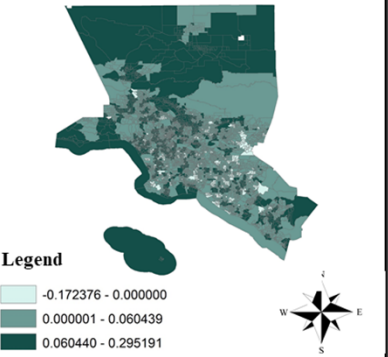 Legend
-0.172376 - 0.000000
0.000001 - 0.060439
0.060440 - 0.295191
N
W E
S